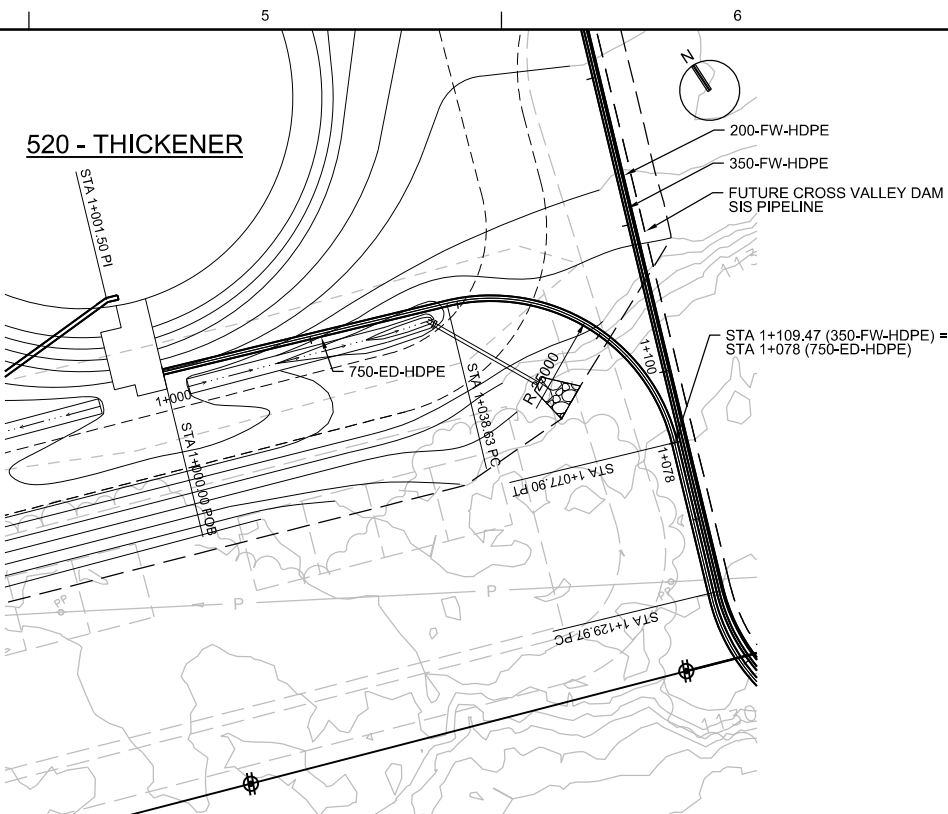 5
6
N
520 - THICKENER
STA 1+001.50 PI
200-FW-HDPE
350-FW-HDPE
FUTURE CROSS VALLEY DAM
SIS PIPELINE
STA 1+109.47 (350-FW-HDPE) =
STA 1+078 (750-ED-HDPE)
1+100
R 25000
750-ED-HDPE
1+000
STA 1+038.63 PC
STA 1+000.00 POB
1+078
STA 1+077.90 PT
P
P
PP
PP
STA 1+129.97 PC
1130